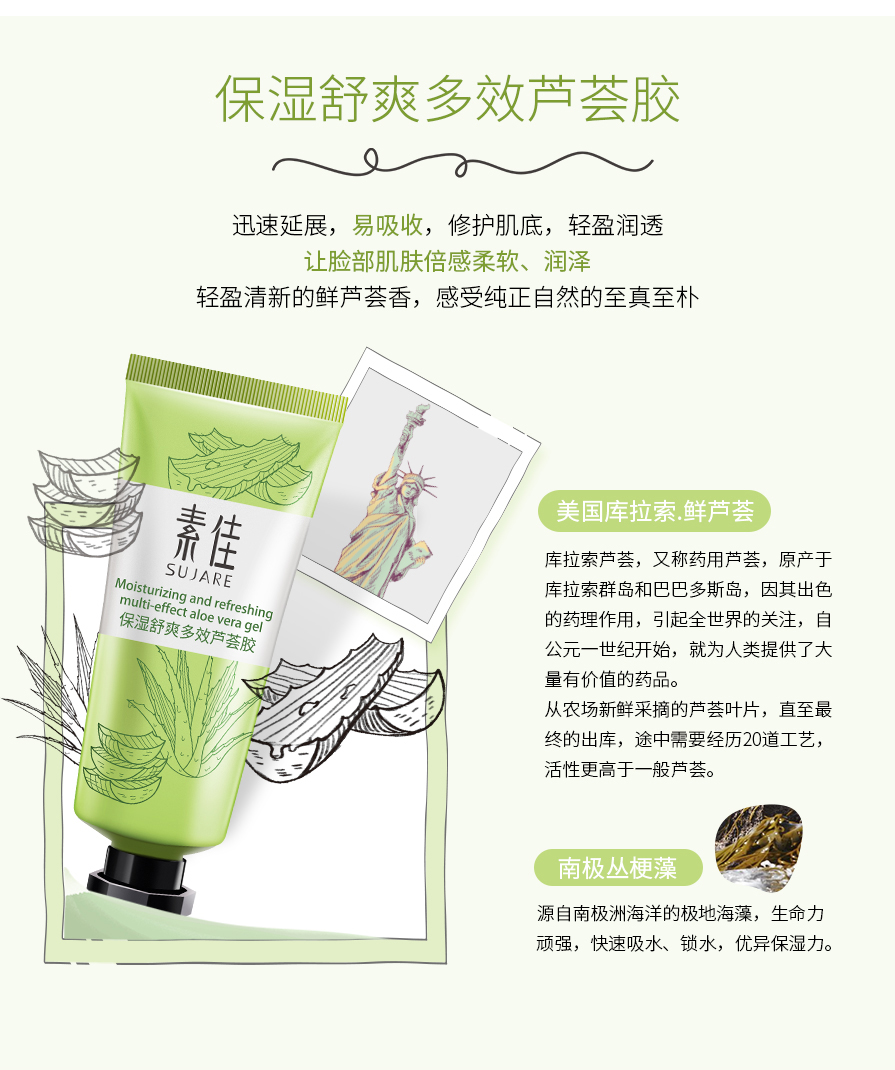 保湿舒爽多效芦荟胶
迅速延展，易吸收，修护肌底，轻盈润透
让脸部肌肤倍感柔软、润泽
轻盈清新的鲜芦荟香，感受纯正自然的至真至朴
素佳
SUJARE
Moisturizing and refreshing
multi-effect aloe vera gel
保湿舒爽多效芦荟胶
美国库拉索.鲜芦荟
库拉索芦荟，又称药用芦荟，原产于
库拉索群岛和巴巴多斯岛，因其出色
的药理作用，引起全世界的关注，自
公元一世纪开始，就为人类提供了大
量有价值的药品。
从农场新鲜采摘的芦荟叶片，直至最
终的出库，途中需要经历20道工艺，
活性更高于一般芦荟。
南极丛梗藻
源自南极洲海洋的极地海藻，生命力
顽强，快速吸水、锁水，优异保湿力。